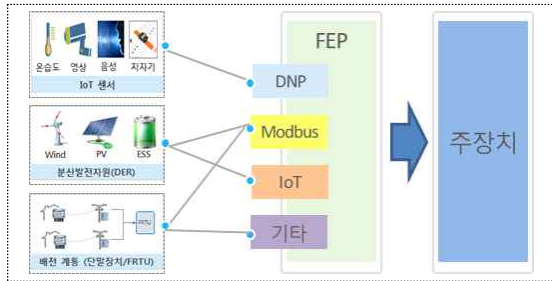 온습도 영상 음성 지자기
IoT 센서
Wind PV ESS
분산발전자원(DER)
FRTU
배전 계통 (단말장치/FRTU)
FEP
DNP
Modbus
IoT
기타
주장치